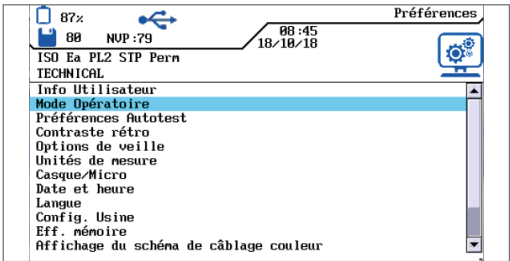 87% Préférences
80 NVP :79 08:45
18/10/18
ISO Ea PL2 STP Perm
TECHNICAL
Info Utilisateur
Mode Opératoire
Préférences Autotest
Contraste rétro
Options de veille
Unités de mesure
Casque/Micro
Date et heure
Langue
Config. Usine
Eff. mémoire
Affichage du schéma de câblage couleur